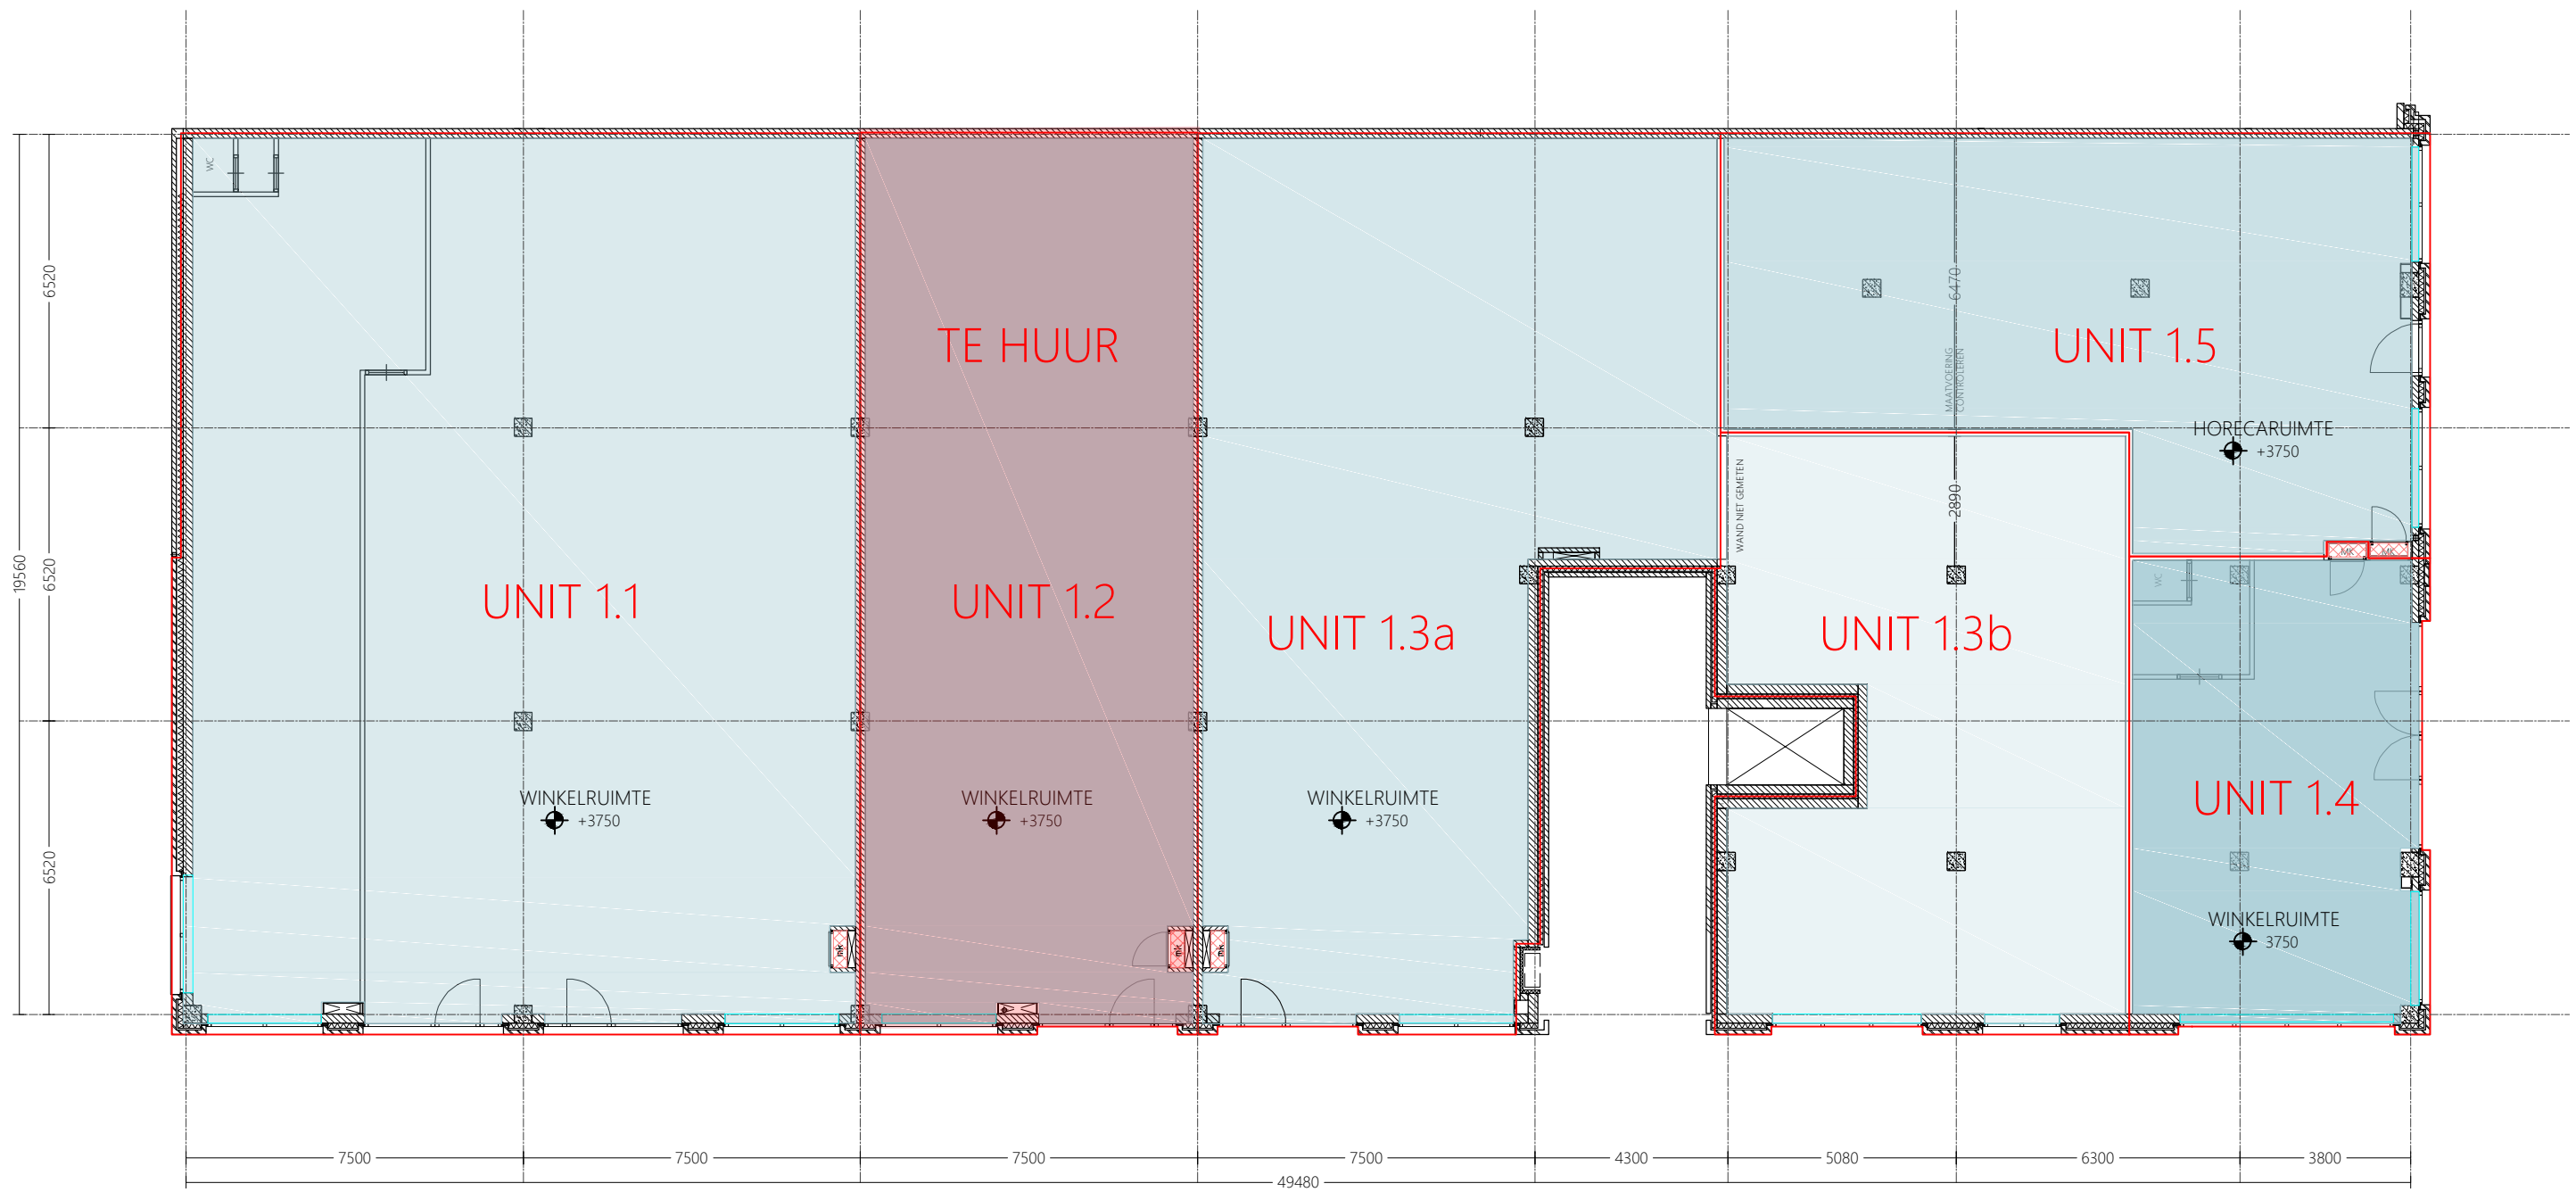 WC
6520
6520
6520
19560
TE HUUR
UNIT 1.1
UNIT 1.2
UNIT 1.3a
UNIT 1.3b
UNIT 1.5
UNIT 1.4
6470
MAATVOERING
CONTROLEREN
HORECARUIMTE
+3750
WAND NIET GEMETEN
2890
MK
MK
WC
WINKELRUIMTE
+3750
WINKELRUIMTE
+3750
WINKELRUIMTE
+3750
WINKELRUIMTE
3750
mk
mk
mk
7500
7500
7500
7500
4300
5080
6300
3800
49480